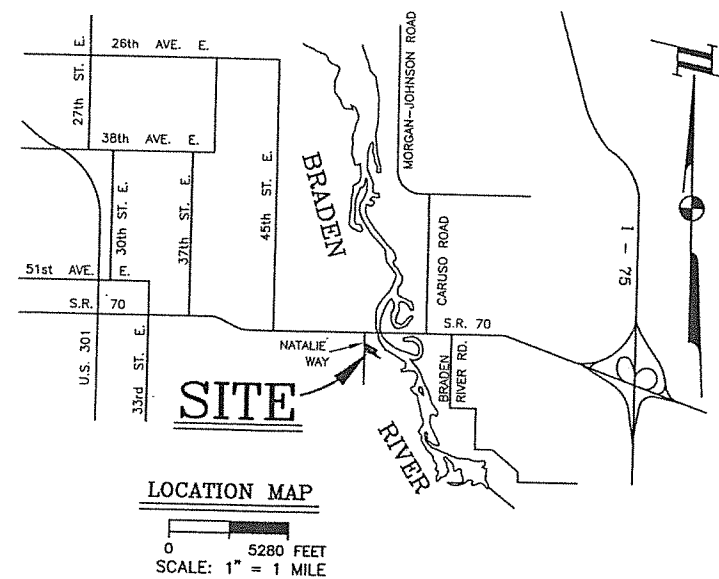 26th AVE. E.
27th ST. E.
38th AVE. E.
30th ST. E.
37th ST. E.
45th ST. E.
51st AVE. E.
S.R. 70
U.S. 301
33rd ST. E.
BRADEN
RIVER
MORGAN-JOHNSON ROAD
CARUSO ROAD
S.R. 70
BRADEN
RIVER RD.
I - 75
NATALIE
WAY
SITE
N
LOCATION MAP
0 5280 FEET
SCALE: 1" = 1 MILE